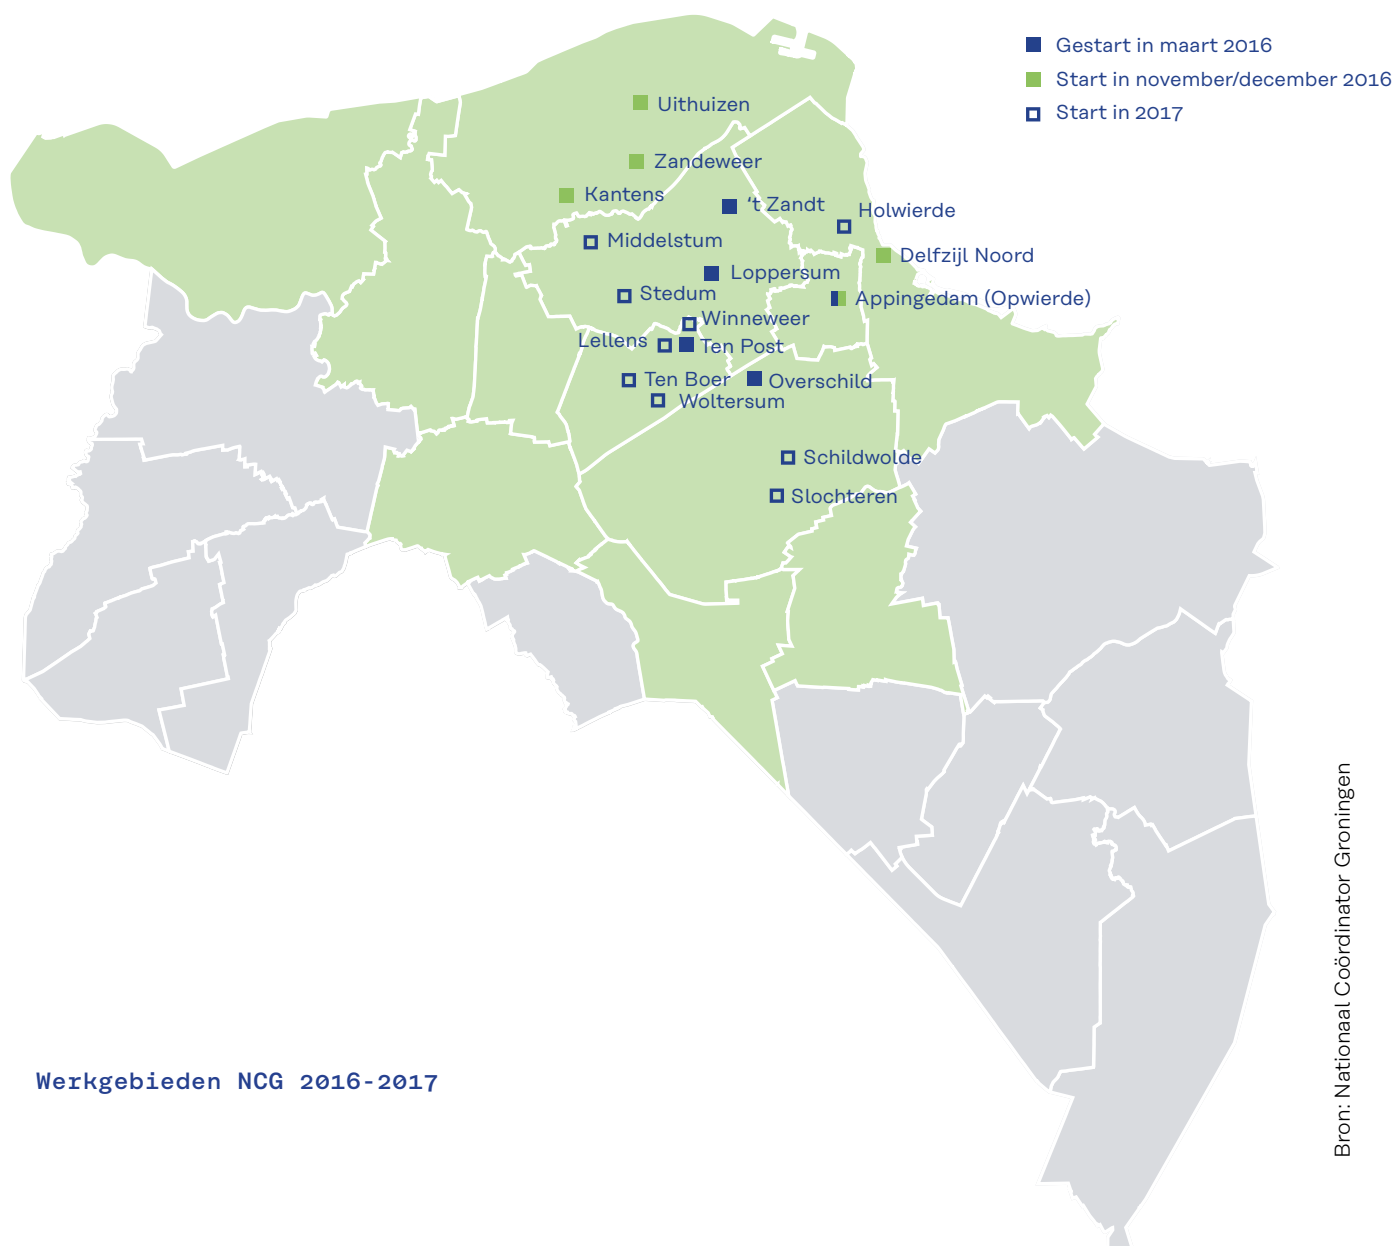 Gestart in maart 2016
Start in november/december 2016
Start in 2017
Uithuizen
Zandeweer
Kantens
‘t Zandt
Holwierde
Middelstum
Delfzijl Noord
Loppersum
Stedum
Appingedam (Opwierde)
Winneweer
Lellens
Ten Post
Ten Boer
Overschild
Woltersum
Schildwolde
Slochteren
Werkgebieden NCG 2016-2017
Bron: Nationaal Coördinator Groningen